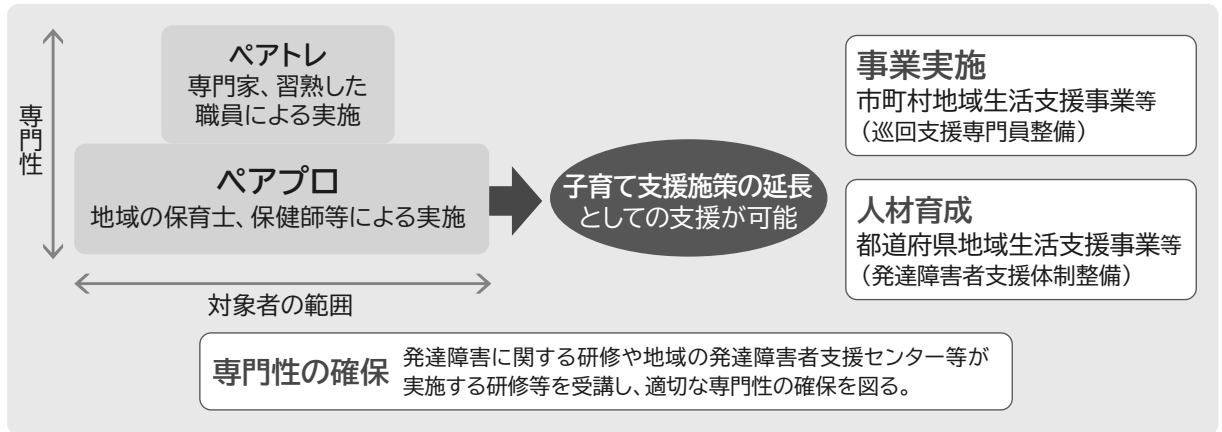 専門性
ペアトレ
専門家、習熟した
職員による実施
ペアプロ
地域の保育士、保健師等による実施
対象者の範囲
子育て支援施策の延長
としての支援が可能
事業実施
市町村地域生活支援事業等
（巡回支援専門員整備）
人材育成
都道府県地域生活支援事業等
（発達障害者支援体制整備）
専門性の確保
発達障害に関する研修や地域の発達障害者支援センター等が
実施する研修等を受講し、適切な専門性の確保を図る。